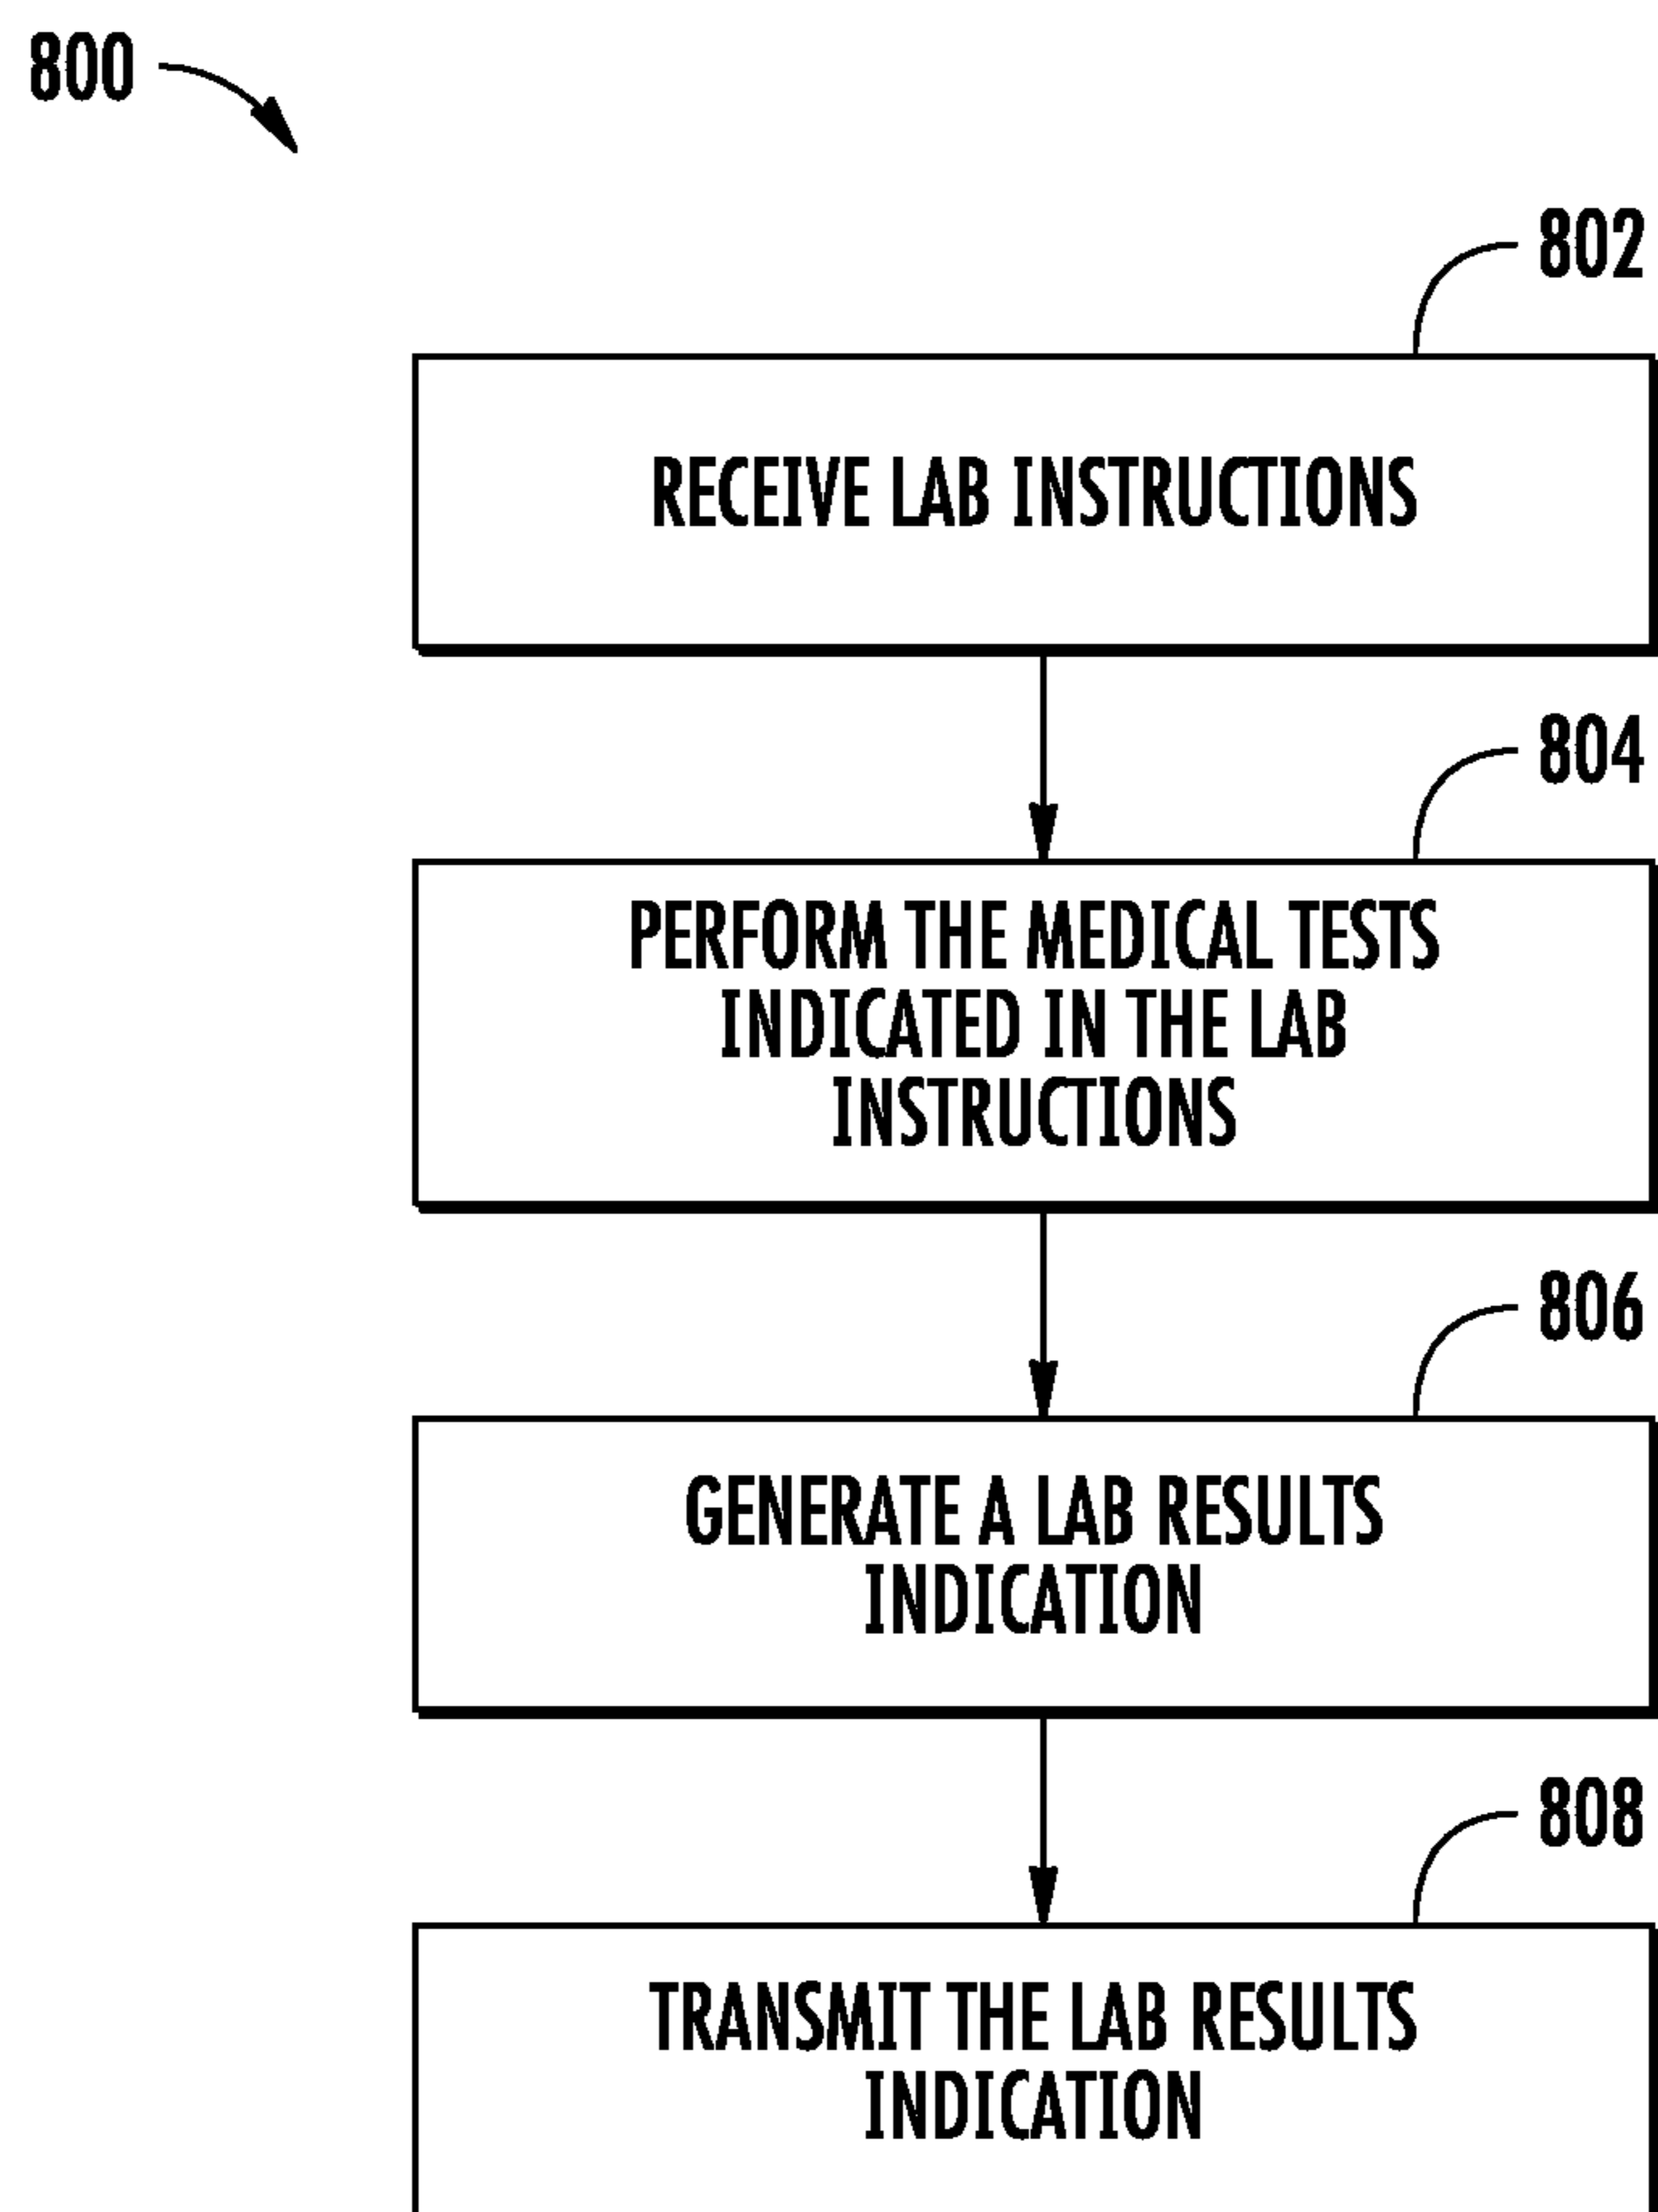 800
802
RECEIVE LAB INSTRUCTIONS
804
PERFORM THE MEDICAL TESTS
INDICATED IN THE LAB
INSTRUCTIONS
806
GENERATE A LAB RESULTS
INDICATION
808
TRANSMIT THE LAB RESULTS
INDICATION